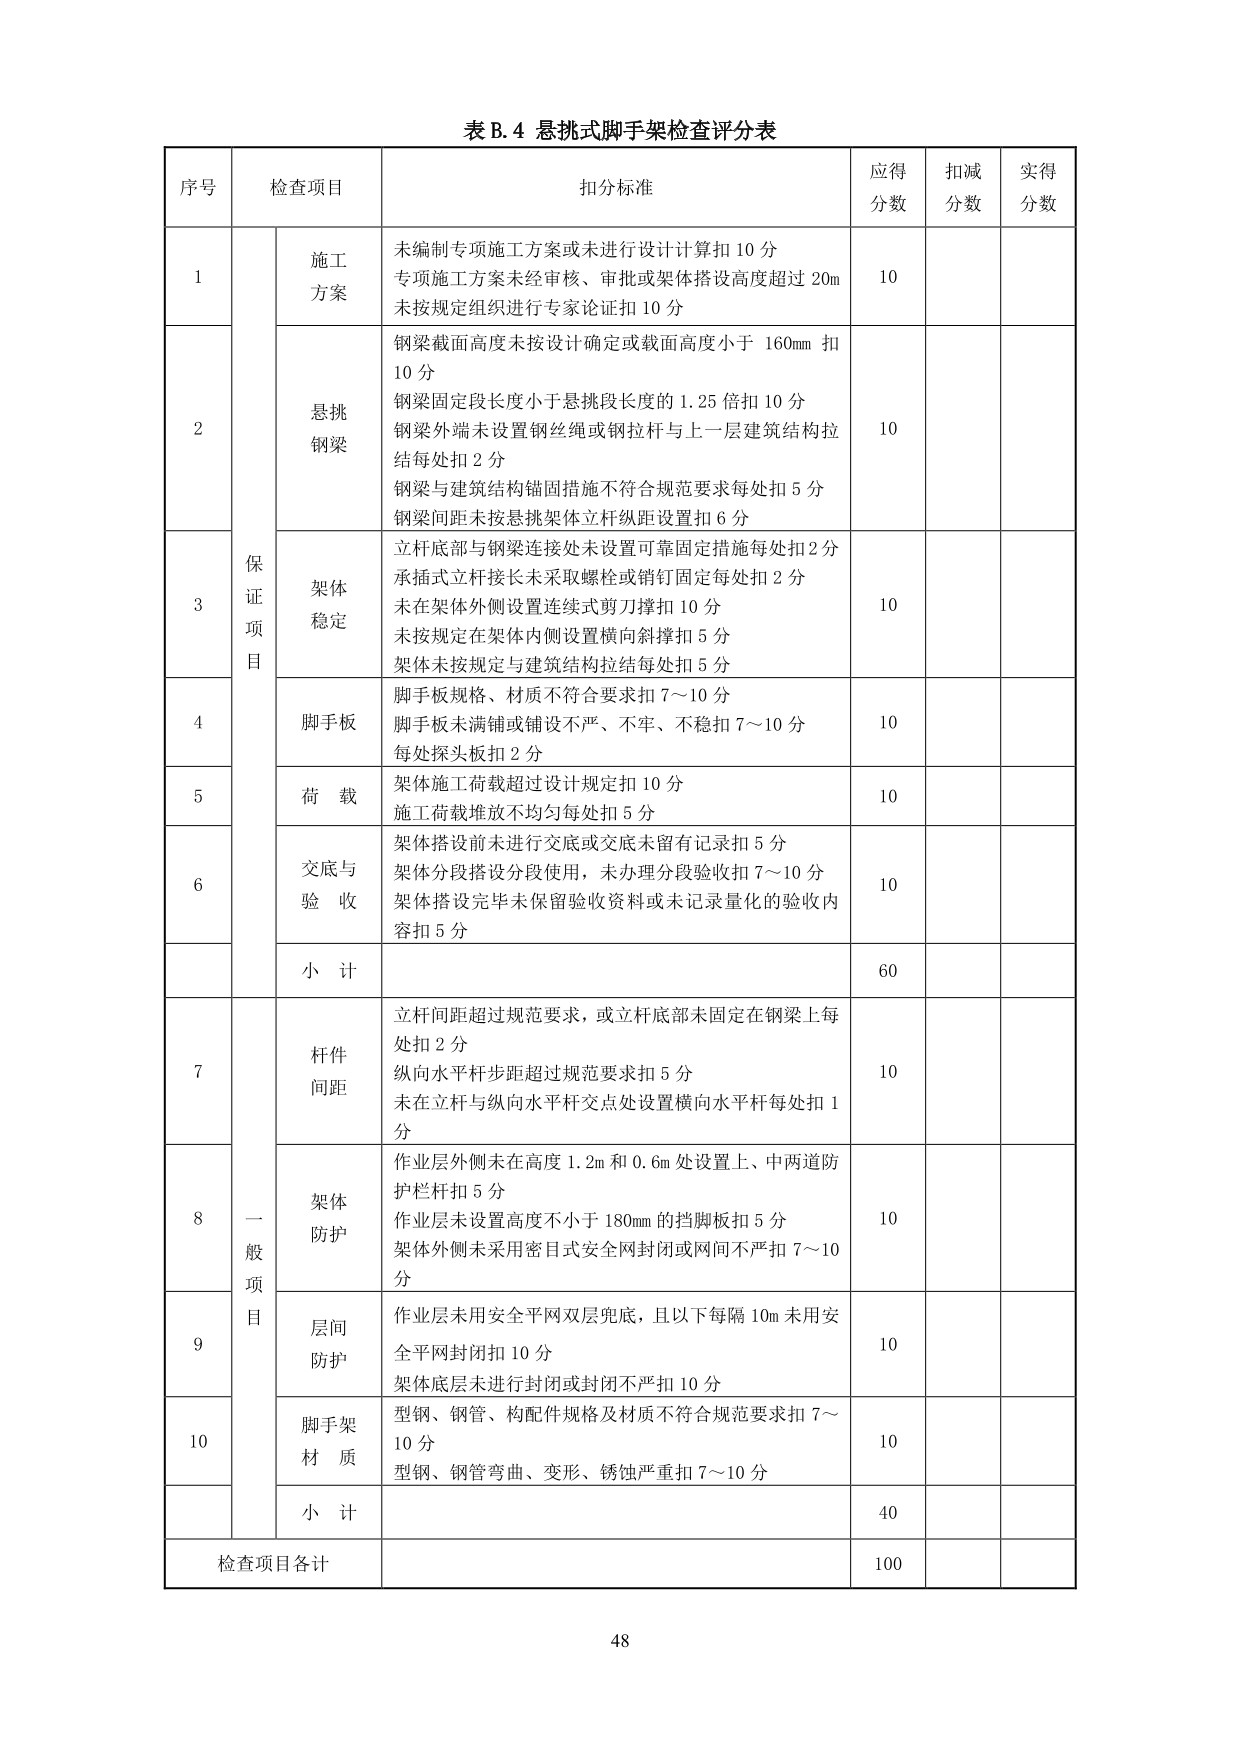 表 B.4 悬挑式脚手架检查评分表
序号 检查项目 扣分标准 应得分数 扣减分数 实得分数
保证项目
1 施工方案 10
未编制专项施工方案或未进行设计计算扣 10 分
专项施工方案未经审核、审批或架体搭设高度超过 20m
未按规定组织进行专家论证扣 10 分
2 悬挑钢梁 10
钢梁截面高度未按设计确定或载面高度小于 160mm 扣
10 分
钢梁固定段长度小于悬挑段长度的 1.25 倍扣 10 分
钢梁外端未设置钢丝绳或钢拉杆与上一层建筑结构拉
结每处扣 2 分
钢梁与建筑结构锚固措施不符合规范要求每处扣 5 分
钢梁间距未按悬挑架体立杆纵距设置扣 6 分
3 架体稳定 10
立杆底部与钢梁连接处未设置可靠固定措施每处扣 2 分
承插式立杆接长未采取螺栓或销钉固定每处扣 2 分
未在架体外侧设置连续式剪刀撑扣 10 分
未按规定在架体内侧设置横向斜撑扣 5 分
架体未按规定与建筑结构拉结每处扣 5 分
4 脚手板 10
脚手板规格、材质不符合要求扣 7～10 分
脚手板未满铺或铺设不严、不牢、不稳扣 7～10 分
每处探头板扣 2 分
5 荷 载 10
架体施工荷载超过设计规定扣 10 分
施工荷载堆放不均匀每处扣 5 分
6 交底与验 收 10
架体搭设前未进行交底或交底未留有记录扣 5 分
架体分段搭设分段使用，未办理分段验收扣 7～10 分
架体搭设完毕未保留验收资料或未记录量化的验收内
容扣 5 分
小 计 60
一般项目
7 杆件间距 10
立杆间距超过规范要求，或立杆底部未固定在钢梁上每
处扣 2 分
纵向水平杆步距超过规范要求扣 5 分
未在立杆与纵向水平杆交点处设置横向水平杆每处扣 1
分
8 架体防护 10
作业层外侧未在高度 1.2m 和 0.6m 处设置上、中两道防
护栏杆扣 5 分
作业层未设置高度不小于 180mm 的挡脚板扣 5 分
架体外侧未采用密目式安全网封闭或网间不严扣 7～10
分
9 层间防护 10
作业层未用安全平网双层兜底，且以下每隔 10m 未用安
全平网封闭扣 10 分
架体底层未进行封闭或封闭不严扣 10 分
10 脚手架材 质 10
型钢、钢管、构配件规格及材质不符合规范要求扣 7～
10 分
型钢、钢管弯曲、变形、锈蚀严重扣 7～10 分
小 计 40
检查项目各计 100
48